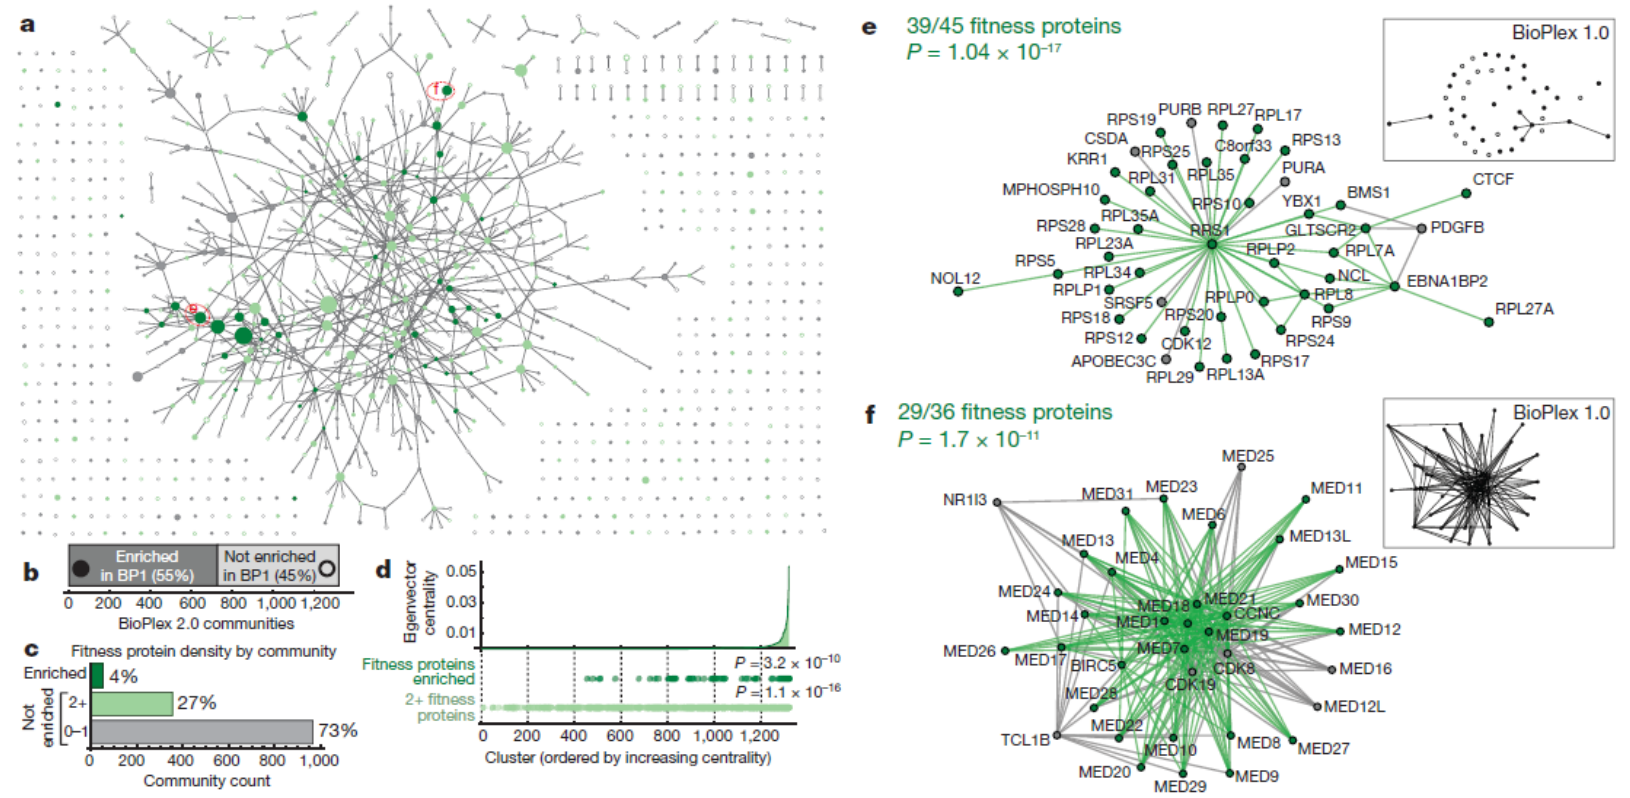 a
f
e
b
Enriched
in BP1 (55%)
Not enriched
in BP1 (45%)
0 200 400 600 800 1,000 1,200
BioPlex 2.0 communities
c
Fitness protein density by community
Enriched
4%
Not
enriched
2+
27%
0–1
73%
0 200 400 600 800 1,000
Community count
d
Eigenvector
centrality
0.05
0.03
0.01
Fitness proteins
enriched
P = 3.2 × 10⁻¹⁰
2+ fitness
proteins
P = 1.1 × 10⁻¹⁶
0 200 400 600 800 1,000 1,200
Cluster (ordered by increasing centrality)
e
39/45 fitness proteins
P = 1.04 × 10⁻¹⁷
BioPlex 1.0
PURB RPL27 RPL17
RPS19
CSDA RPS25 C8orf33 RPS13
KRR1 RPL31 RPL35 PURA
MPHOSPH10 RPS10 YBX1 BMS1 CTCF
RPS28 RPL35A RRS1 GLTSCR2 PDGFB
RPL23A RPLP2 RPL7A
NOL12 RPS5 RPL34 NCL EBNA1BP2
RPLP1 SRSF5 RPLP0 RPL8
RPS18 RPS20 RPS9 RPL27A
RPS12 CDK12 RPS24
APOBEC3C RPS17
RPL29 RPL13A
f
29/36 fitness proteins
P = 1.7 × 10⁻¹¹
BioPlex 1.0
MED25
NR1I3 MED31 MED23 MED11
MED6
MED13 MED4 MED13L
MED15
MED24 MED18 MED21 MED30
MED14 MED1 CCNC MED12
MED26 MED17 MED7 MED19
BIRC5 CDK8 MED16
CDK19
MED28 MED12L
TCL1B MED22 MED10 MED8 MED27
MED20 MED29 MED9